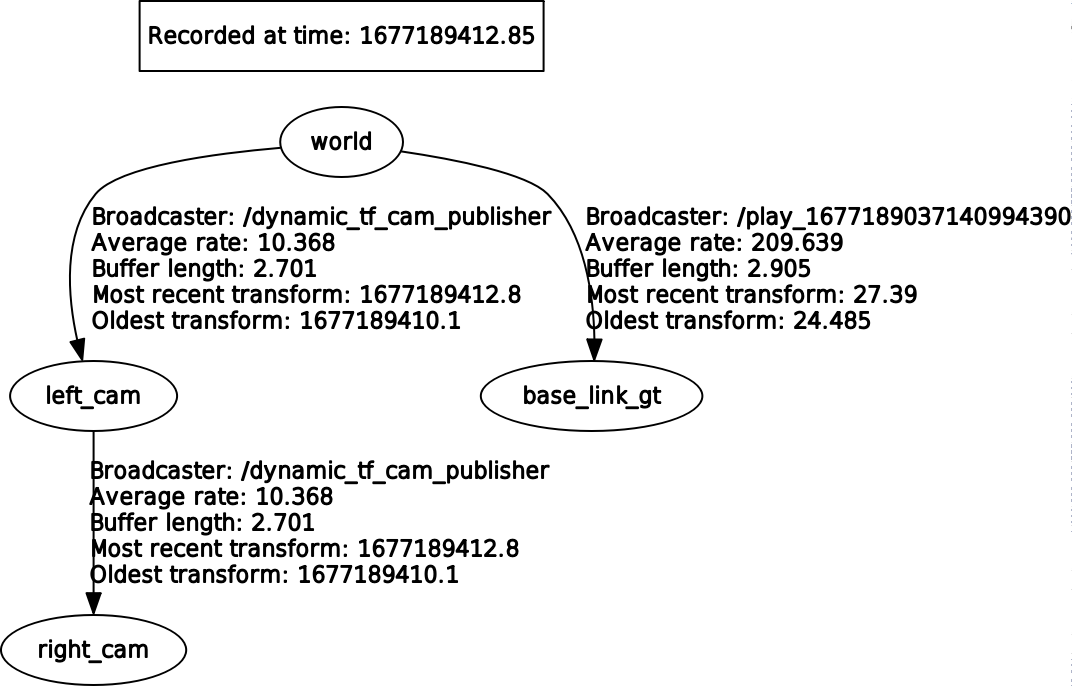 Recorded at time: 1677189412.85
world
Broadcaster: /dynamic_tf_cam_publisher
Average rate: 10.368
Buffer length: 2.701
Most recent transform: 1677189412.8
Oldest transform: 1677189410.1
Broadcaster: /play_1677189037140994390
Average rate: 209.639
Buffer length: 2.905
Most recent transform: 27.39
Oldest transform: 24.485
left_cam
base_link_gt
Broadcaster: /dynamic_tf_cam_publisher
Average rate: 10.368
Buffer length: 2.701
Most recent transform: 1677189412.8
Oldest transform: 1677189410.1
right_cam